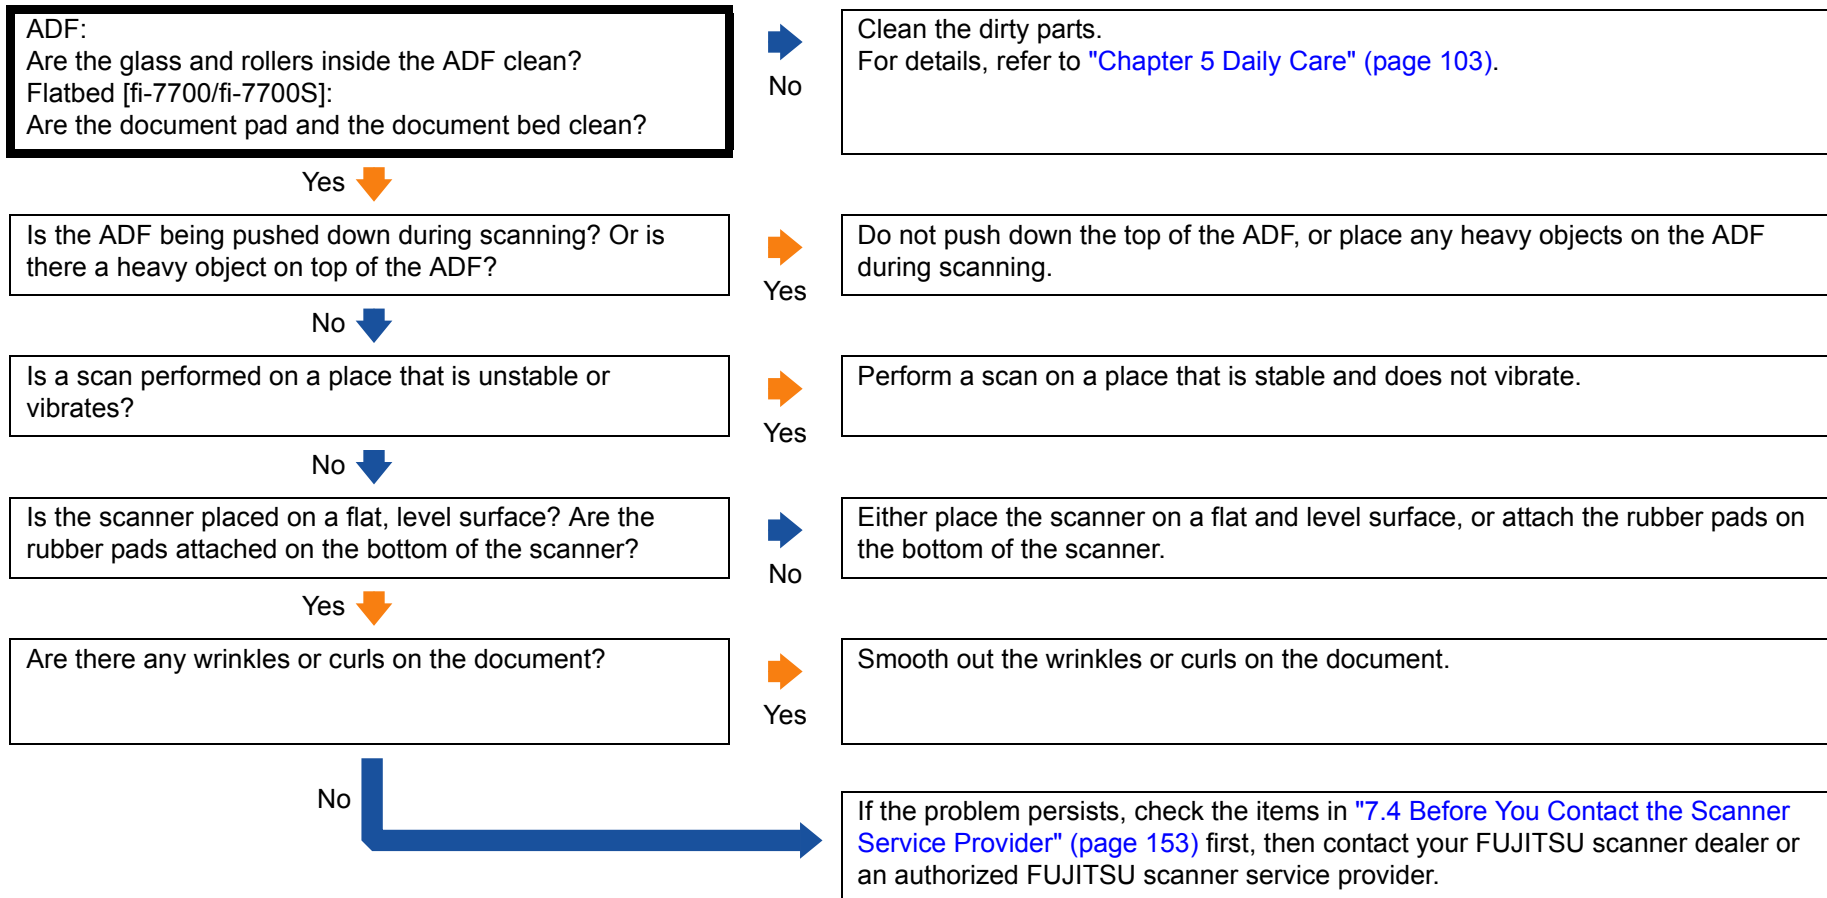 ADF:
Are the glass and rollers inside the ADF clean?
Flatbed [fi-7700/fi-7700S]:
Are the document pad and the document bed clean?
No
Clean the dirty parts.
For details, refer to "Chapter 5 Daily Care" (page 103).
Yes
Is the ADF being pushed down during scanning? Or is
there a heavy object on top of the ADF?
Yes
Do not push down the top of the ADF, or place any heavy objects on the ADF
during scanning.
No
Is a scan performed on a place that is unstable or
vibrates?
Yes
Perform a scan on a place that is stable and does not vibrate.
No
Is the scanner placed on a flat, level surface? Are the
rubber pads attached on the bottom of the scanner?
No
Either place the scanner on a flat and level surface, or attach the rubber pads on
the bottom of the scanner.
Yes
Are there any wrinkles or curls on the document?
Yes
Smooth out the wrinkles or curls on the document.
No
If the problem persists, check the items in "7.4 Before You Contact the Scanner
Service Provider" (page 153) first, then contact your FUJITSU scanner dealer or
an authorized FUJITSU scanner service provider.